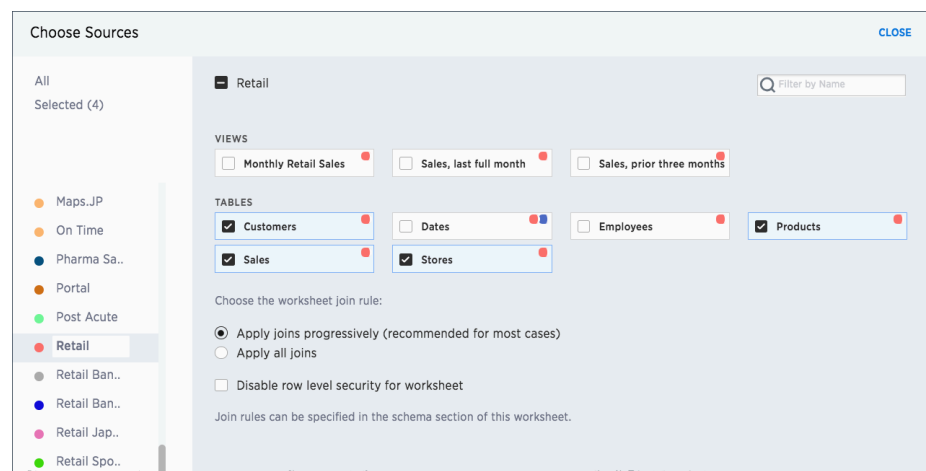 Choose Sources
CLOSE
All
Selected (4)
Maps.JP
On Time
Pharma Sa..
Portal
Post Acute
Retail
Retail Ban..
Retail Ban..
Retail Jap..
Retail Spo..
Retail
Filter by Name
VIEWS
Monthly Retail Sales
Sales, last full month
Sales, prior three months
TABLES
Customers
Dates
Employees
Products
Sales
Stores
Choose the worksheet join rule:
Apply joins progressively (recommended for most cases)
Apply all joins
Disable row level security for worksheet
Join rules can be specified in the schema section of this worksheet.